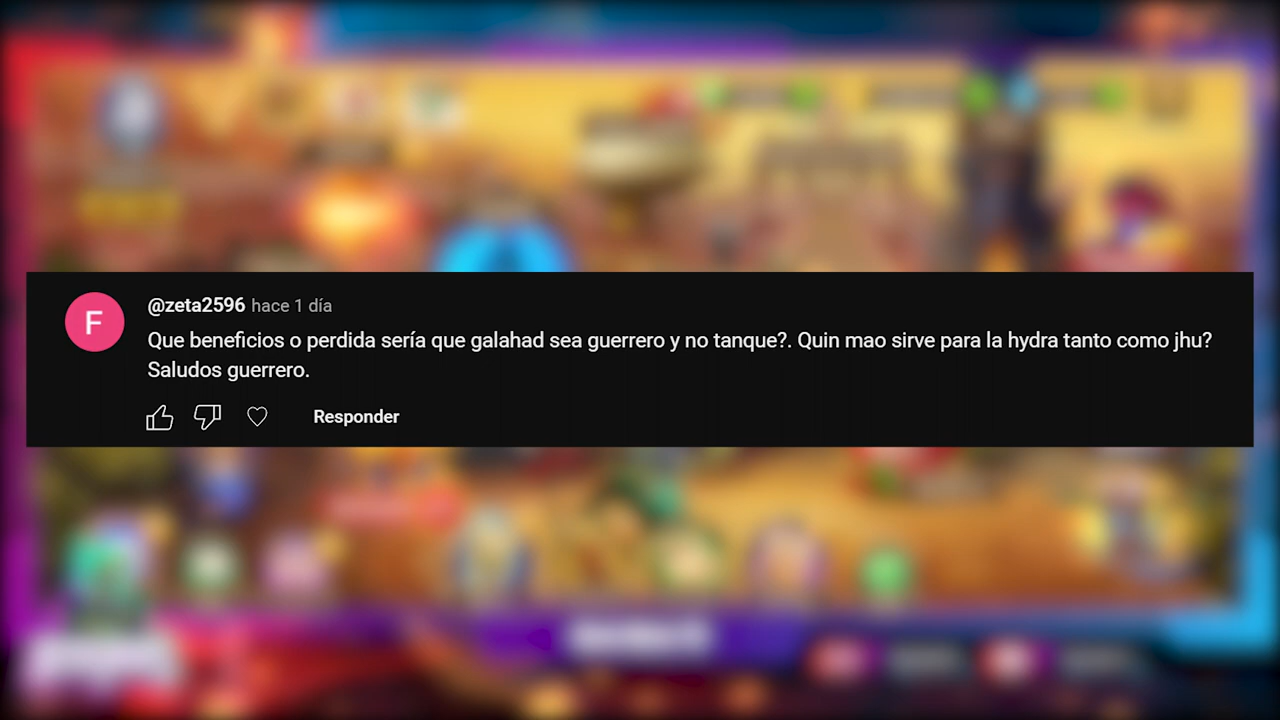 @zeta2596 hace 1 día
Que beneficios o perdida sería que galahad sea guerrero y no tanque?. Quin mao sirve para la hydra tanto como jhu?
Saludos guerrero.
Responder
F